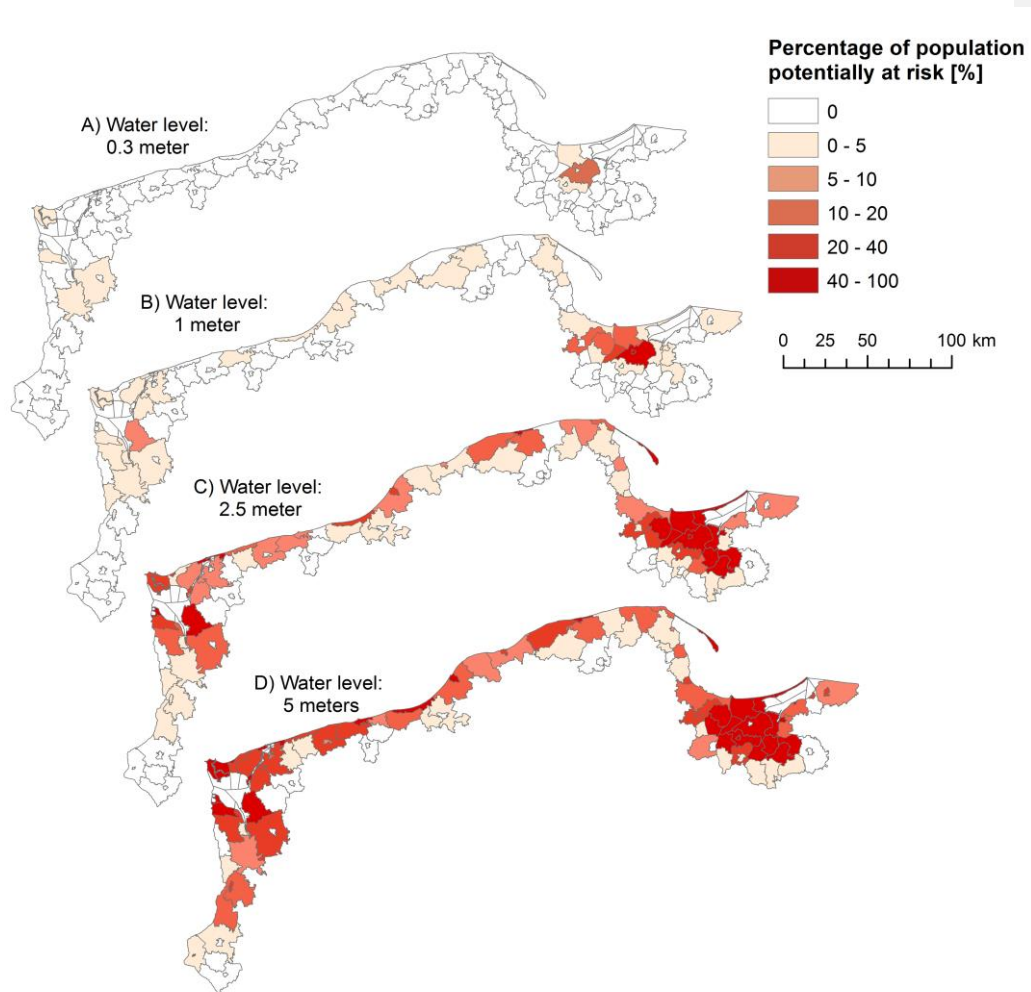 Percentage of population
potentially at risk [%]
0
0 - 5
5 - 10
10 - 20
20 - 40
40 - 100
0 25 50 100 km
A) Water level:
0.3 meter
B) Water level:
1 meter
C) Water level:
2.5 meter
D) Water level:
5 meters